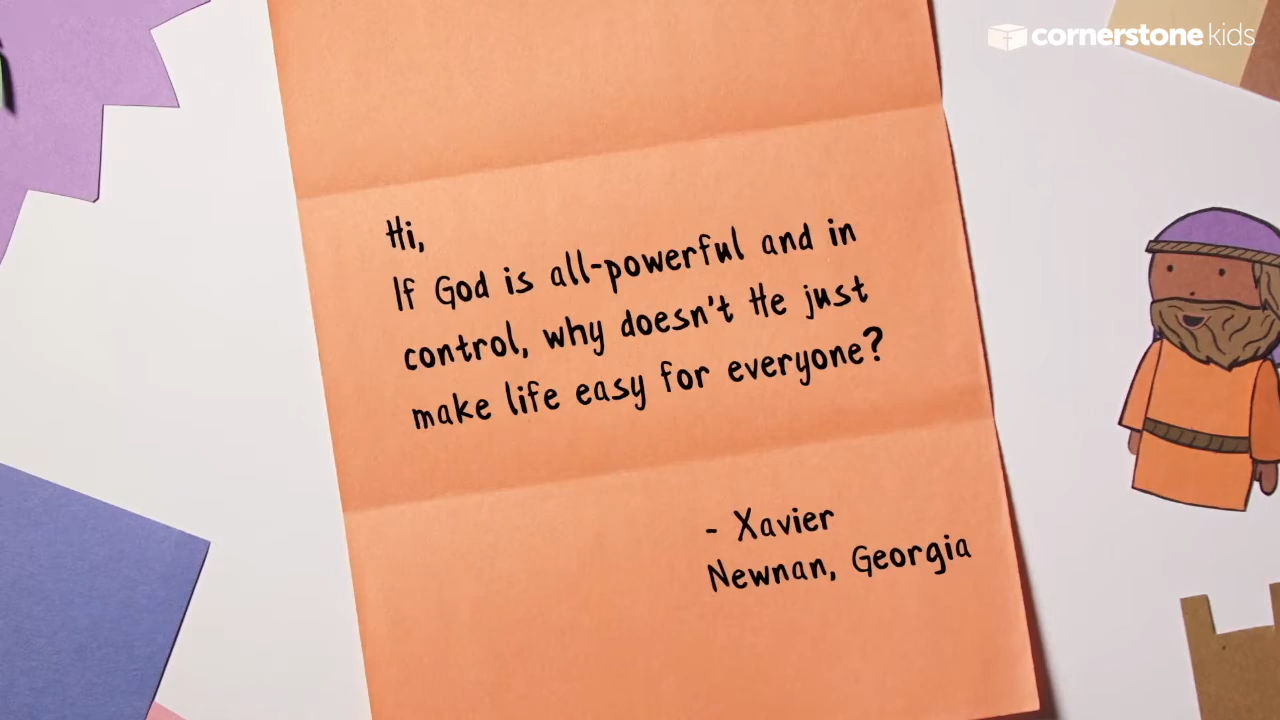 cornerstone kids
Hi,
If God is all-powerful and in
control, why doesn't He just
make life easy for everyone?
- Xavier
Newnan, Georgia